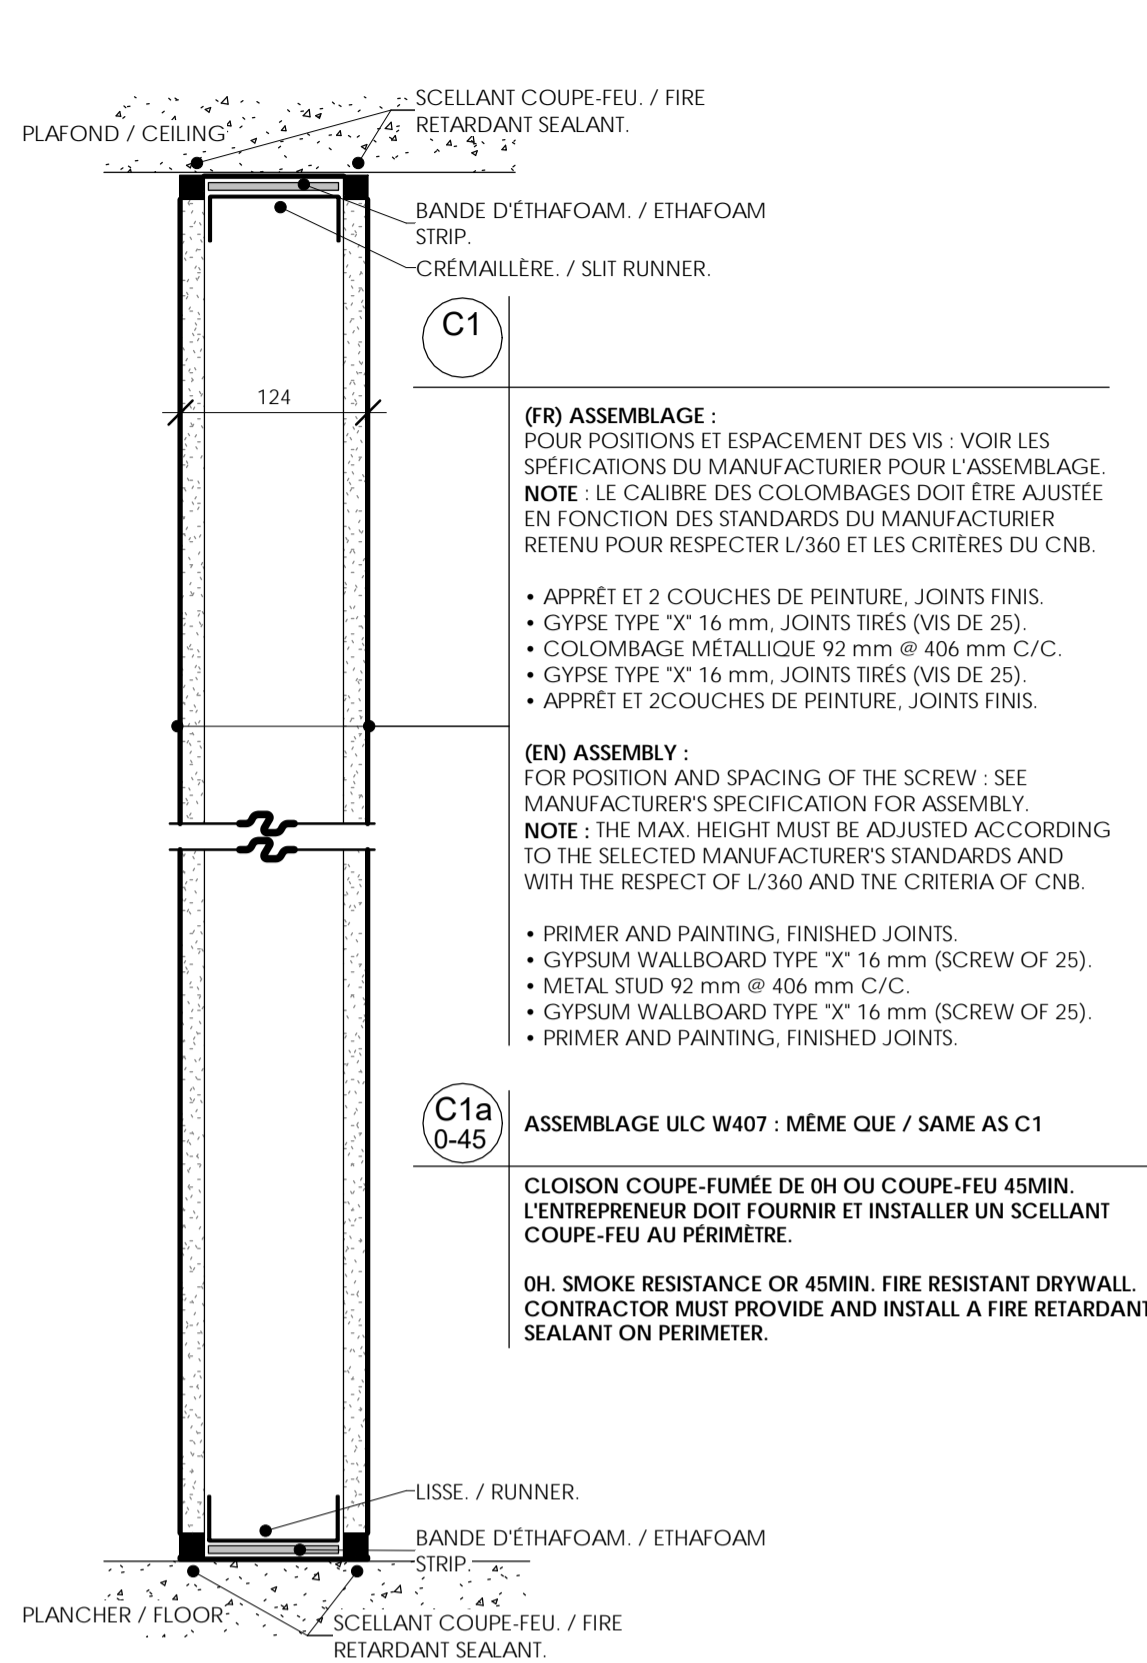 SCELLANT COUPE-FEU. / FIRE
RETARDANT SEALANT.
PLAFOND / CEILING
BANDE D'ÉTHAFOAM. / ETHAFOAM
STRIP.
CRÉMAILLÈRE. / SLIT RUNNER.
C1
124
(FR) ASSEMBLAGE :
POUR POSITIONS ET ESPACEMENT DES VIS : VOIR LES
SPÉFICATIONS DU MANUFACTURIER POUR L'ASSEMBLAGE.
NOTE : LE CALIBRE DES COLOMBAGES DOIT ÊTRE AJUSTÉE
EN FONCTION DES STANDARDS DU MANUFACTURIER
RETENU POUR RESPECTER L/360 ET LES CRITÈRES DU CNB.
• APPRÊT ET 2 COUCHES DE PEINTURE, JOINTS FINIS.
• GYPSE TYPE "X" 16 mm, JOINTS TIRÉS (VIS DE 25).
• COLOMBAGE MÉTALLIQUE 92 mm @ 406 mm C/C.
• GYPSE TYPE "X" 16 mm, JOINTS TIRÉS (VIS DE 25).
• APPRÊT ET 2COUCHES DE PEINTURE, JOINTS FINIS.
(EN) ASSEMBLY :
FOR POSITION AND SPACING OF THE SCREW : SEE
MANUFACTURER'S SPECIFICATION FOR ASSEMBLY.
NOTE : THE MAX. HEIGHT MUST BE ADJUSTED ACCORDING
TO THE SELECTED MANUFACTURER'S STANDARDS AND
WITH THE RESPECT OF L/360 AND TNE CRITERIA OF CNB.
• PRIMER AND PAINTING, FINISHED JOINTS.
• GYPSUM WALLBOARD TYPE "X" 16 mm (SCREW OF 25).
• METAL STUD 92 mm @ 406 mm C/C.
• GYPSUM WALLBOARD TYPE "X" 16 mm (SCREW OF 25).
• PRIMER AND PAINTING, FINISHED JOINTS.
C1a
0-45
ASSEMBLAGE ULC W407 : MÊME QUE / SAME AS C1
CLOISON COUPE-FUMÉE DE 0H OU COUPE-FEU 45MIN.
L'ENTREPRENEUR DOIT FOURNIR ET INSTALLER UN SCELLANT
COUPE-FEU AU PÉRIMÈTRE.
0H. SMOKE RESISTANCE OR 45MIN. FIRE RESISTANT DRYWALL.
CONTRACTOR MUST PROVIDE AND INSTALL A FIRE RETARDANT
SEALANT ON PERIMETER.
LISSE. / RUNNER.
BANDE D'ÉTHAFOAM. / ETHAFOAM
STRIP.
PLANCHER / FLOOR
SCELLANT COUPE-FEU. / FIRE
RETARDANT SEALANT.